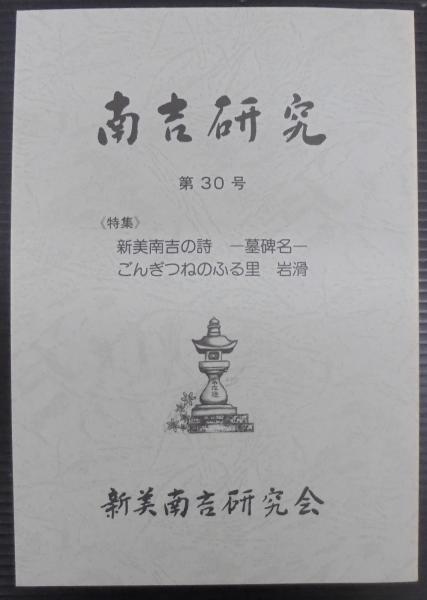 南吉研究
第30号
《特集》
新美南吉の詩　―墓碑名―
ごんぎつねのふる里　岩滑
新美南吉研究会